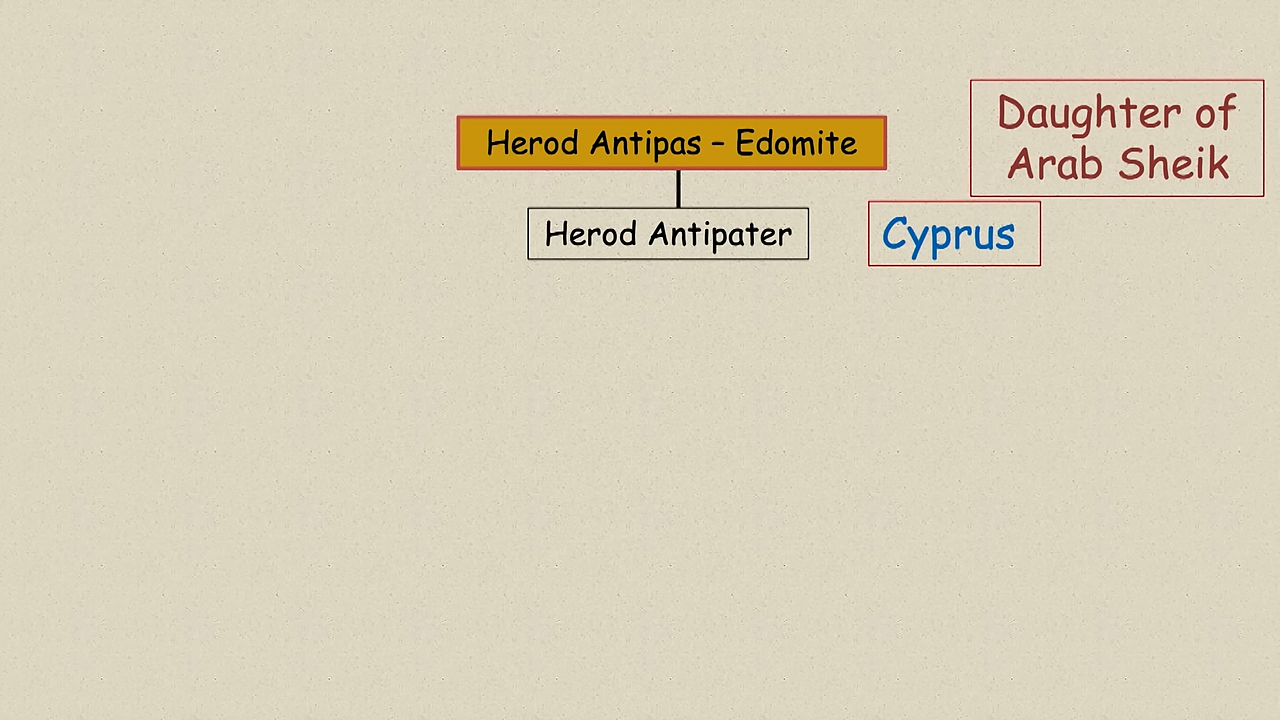 Daughter of
Arab Sheik
Herod Antipas – Edomite
Herod Antipater
Cyprus